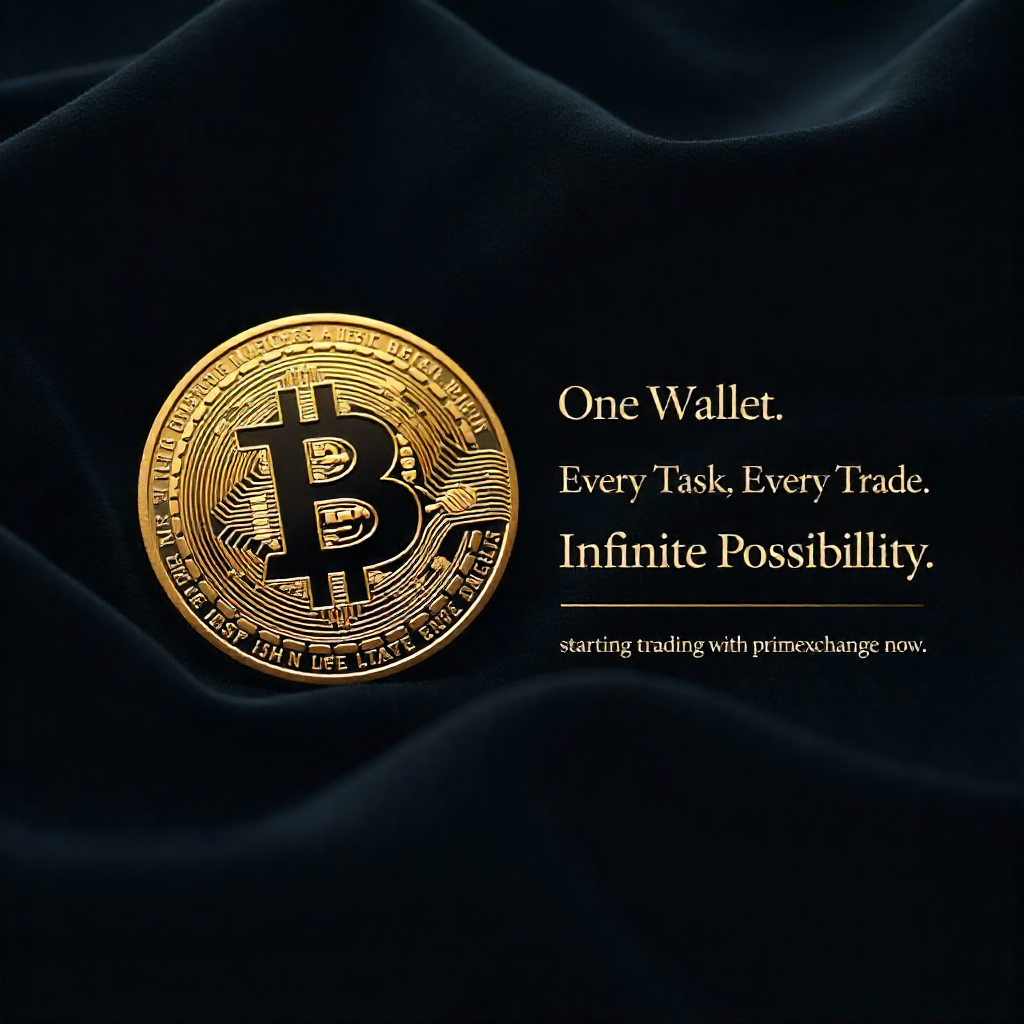 One Wallet.
Every Task, Every Trade.
Infinite Possibillity.
starting trading with primexchange now.